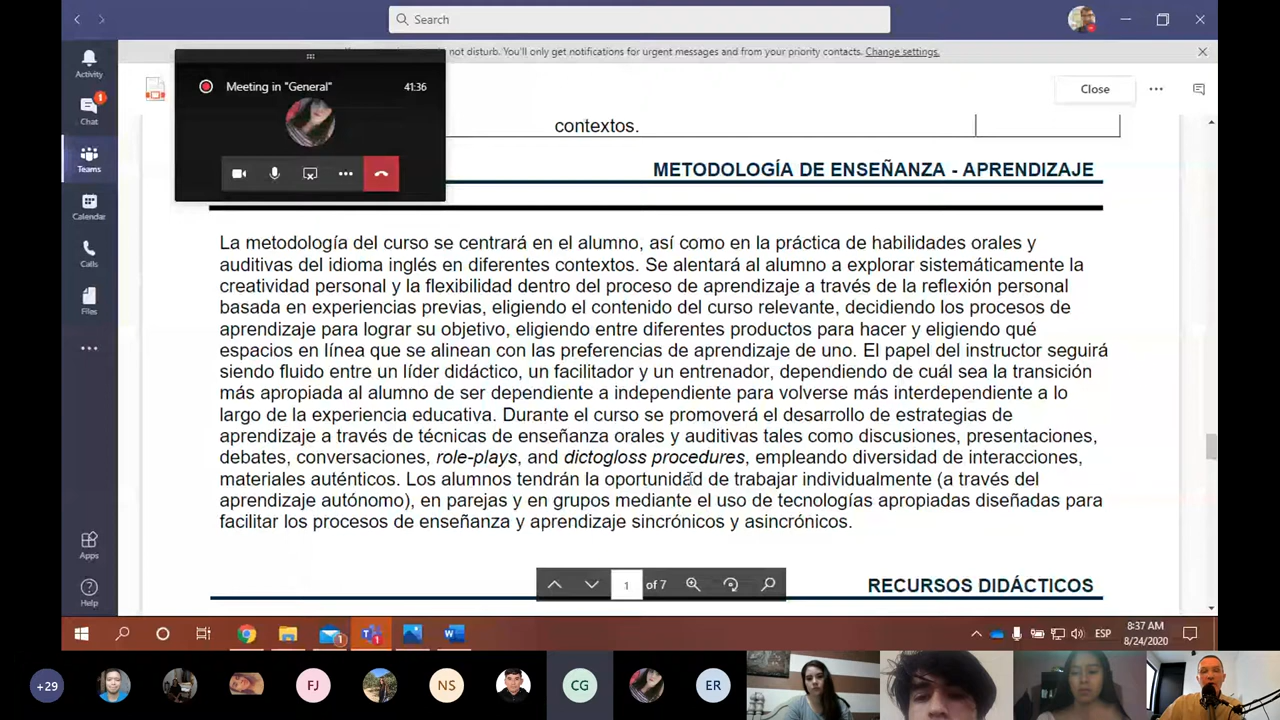 Search
not disturb. You'll only get notifications for urgent messages and from your priority contacts. Change settings.
Activity
Chat
1
Teams
Calendar
Calls
Files
Apps
Help
Meeting in "General"
41:36
Close
contextos.
METODOLOGÍA DE ENSEÑANZA - APRENDIZAJE
La metodología del curso se centrará en el alumno, así como en la práctica de habilidades orales y
auditivas del idioma inglés en diferentes contextos. Se alentará al alumno a explorar sistemáticamente la
creatividad personal y la flexibilidad dentro del proceso de aprendizaje a través de la reflexión personal
basada en experiencias previas, eligiendo el contenido del curso relevante, decidiendo los procesos de
aprendizaje para lograr su objetivo, eligiendo entre diferentes productos para hacer y eligiendo qué
espacios en línea que se alinean con las preferencias de aprendizaje de uno. El papel del instructor seguirá
siendo fluido entre un líder didáctico, un facilitador y un entrenador, dependiendo de cuál sea la transición
más apropiada al alumno de ser dependiente a independiente para volverse más interdependiente a lo
largo de la experiencia educativa. Durante el curso se promoverá el desarrollo de estrategias de
aprendizaje a través de técnicas de enseñanza orales y auditivas tales como discusiones, presentaciones,
debates, conversaciones, role-plays, and dictogloss procedures, empleando diversidad de interacciones,
materiales auténticos. Los alumnos tendrán la oportunidad de trabajar individualmente (a través del
aprendizaje autónomo), en parejas y en grupos mediante el uso de tecnologías apropiadas diseñadas para
facilitar los procesos de enseñanza y aprendizaje sincrónicos y asincrónicos.
1 of 7
RECURSOS DIDÁCTICOS
1
1
ESP
8:37 AM
8/24/2020
+29
FJ
NS
CG
ER